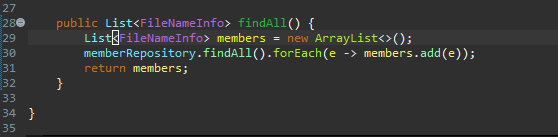 27
28 public List<FileNameInfo> findAll() {
29 List<FileNameInfo> members = new ArrayList<>();
30 memberRepository.findAll().forEach(e -> members.add(e));
31 return members;
32 }
33
34 }
35